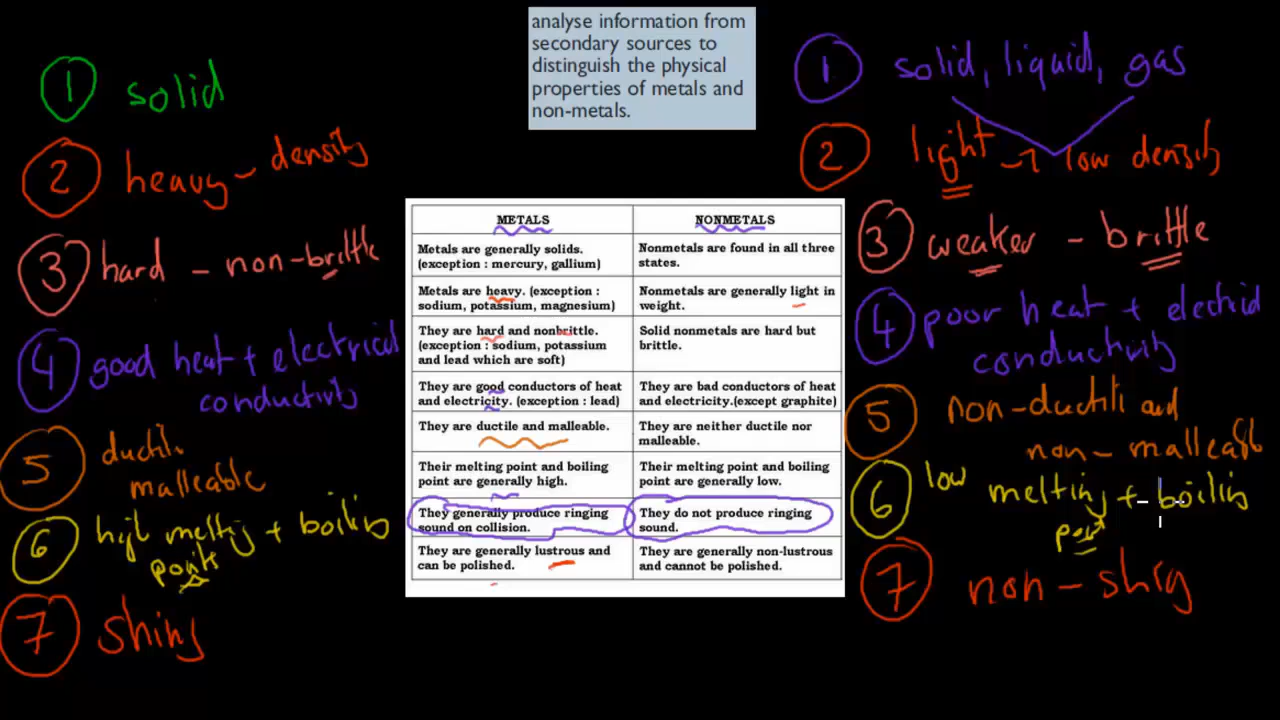 analyse information from
secondary sources to
distinguish the physical
properties of metals and
non-metals.
1 solid
2 heavy - density
3 hard - non-brittle
4 good heat + electrical
conductivity
5 ductile
malleable
6 high melting + boiling
points
7 shiny
METALS
NONMETALS
Metals are generally solids.
(exception : mercury, gallium)
Nonmetals are found in all three
states.
Metals are heavy. (exception :
sodium, potassium, magnesium)
Nonmetals are generally light in
weight.
They are hard and nonbrittle.
(exception : sodium, potassium
and lead which are soft)
Solid nonmetals are hard but
brittle.
They are good conductors of heat
and electricity. (exception : lead)
They are bad conductors of heat
and electricity.(except graphite)
They are ductile and malleable.
They are neither ductile nor
malleable.
Their melting point and boiling
point are generally high.
Their melting point and boiling
point are generally low.
They generally produce ringing
sound on collision.
They do not produce ringing
sound.
They are generally lustrous and
can be polished.
They are generally non-lustrous
and cannot be polished.
1 solid, liquid, gas
2 light → low density
3 weaker - brittle
4 poor heat + electrid
conductivity
5 non-ductile and
non-malleable
6 low melting + boiling
point
7 non-shiny